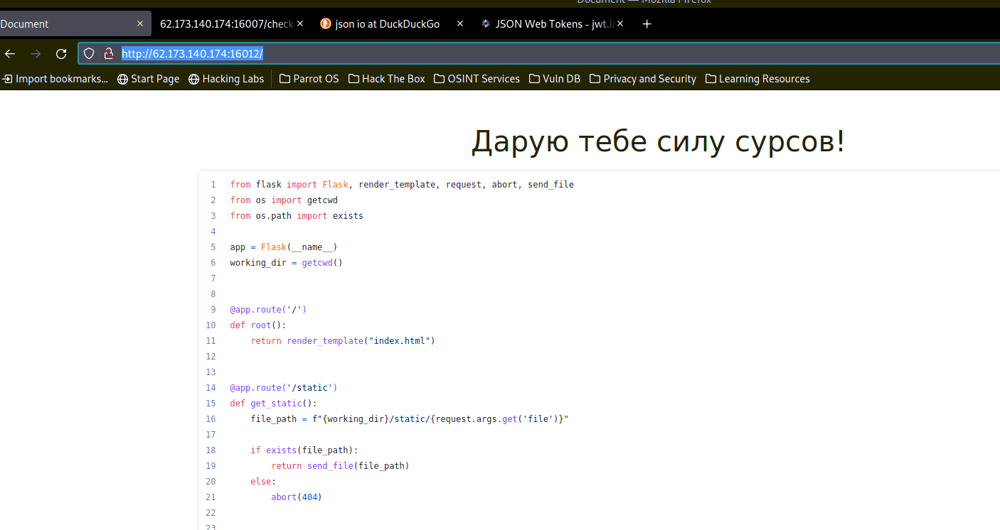 Document — Mozilla Firefox
Document × 62.173.140.174:16007/check × json io at DuckDuckGo × JSON Web Tokens - jwt.io × +
http://62.173.140.174:16012/
Import bookmarks... Start Page Hacking Labs Parrot OS Hack The Box OSINT Services Vuln DB Privacy and Security Learning Resources
Дарую тебе силу сурсов!
1 from flask import Flask, render_template, request, abort, send_file
2 from os import getcwd
3 from os.path import exists
4
5 app = Flask(__name__)
6 working_dir = getcwd()
7
8
9 @app.route('/')
10 def root():
11     return render_template("index.html")
12
13
14 @app.route('/static')
15 def get_static():
16     file_path = f"{working_dir}/static/{request.args.get('file')}"
17
18     if exists(file_path):
19         return send_file(file_path)
20     else:
21         abort(404)
22
23